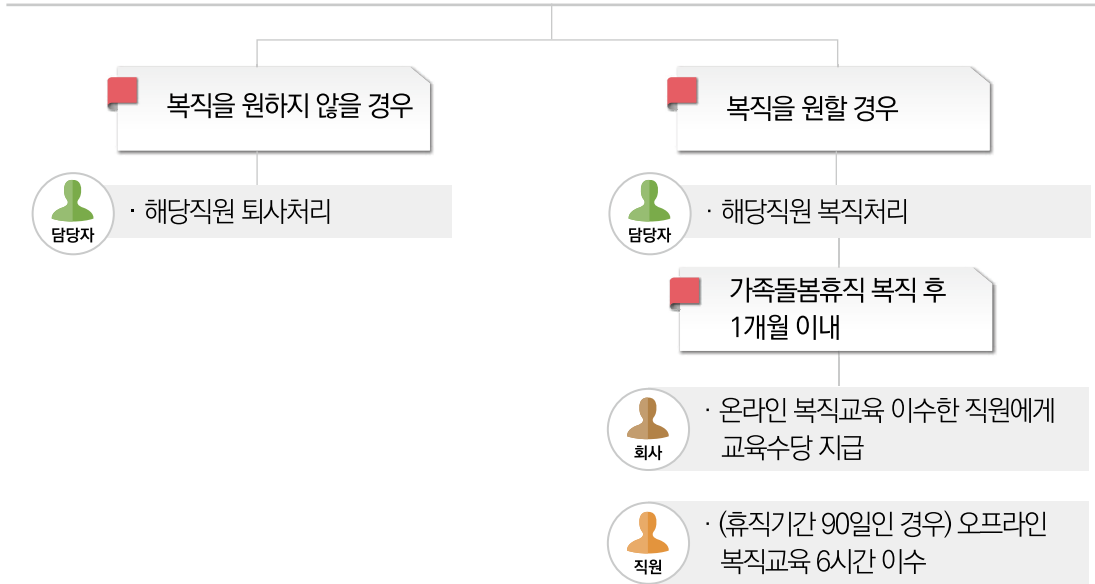 복직을 원하지 않을 경우
담당자
· 해당직원 퇴사처리
복직을 원할 경우
담당자
· 해당직원 복직처리
가족돌봄휴직 복직 후
1개월 이내
회사
· 온라인 복직교육 이수한 직원에게
교육수당 지급
직원
· (휴직기간 90일인 경우) 오프라인
복직교육 6시간 이수